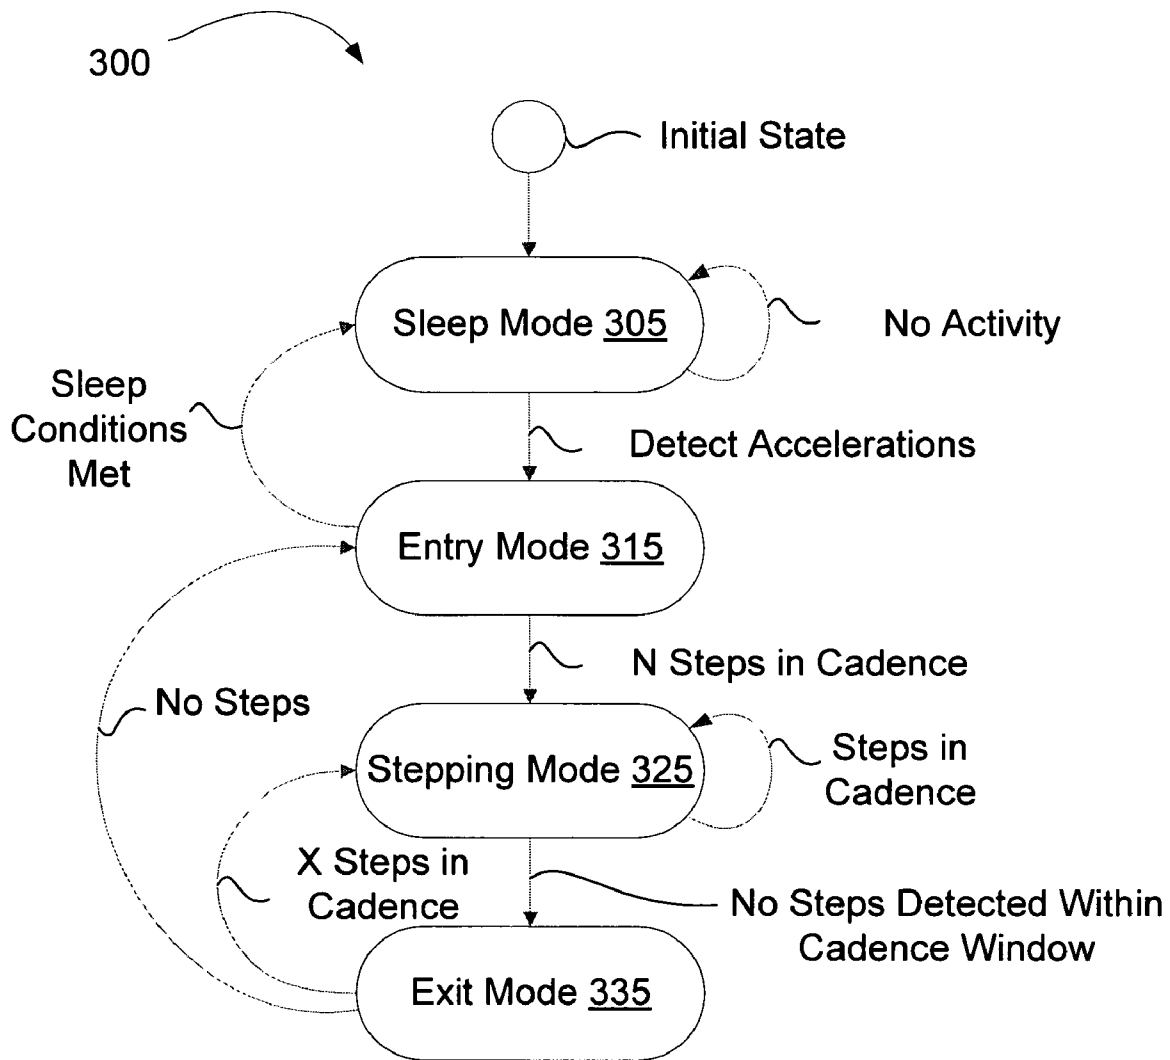 300
Initial State
Sleep Mode 305
No Activity
Sleep
Conditions
Met
Detect Accelerations
Entry Mode 315
N Steps in Cadence
No Steps
Stepping Mode 325
Steps in
Cadence
X Steps in
Cadence
No Steps Detected Within
Cadence Window
Exit Mode 335